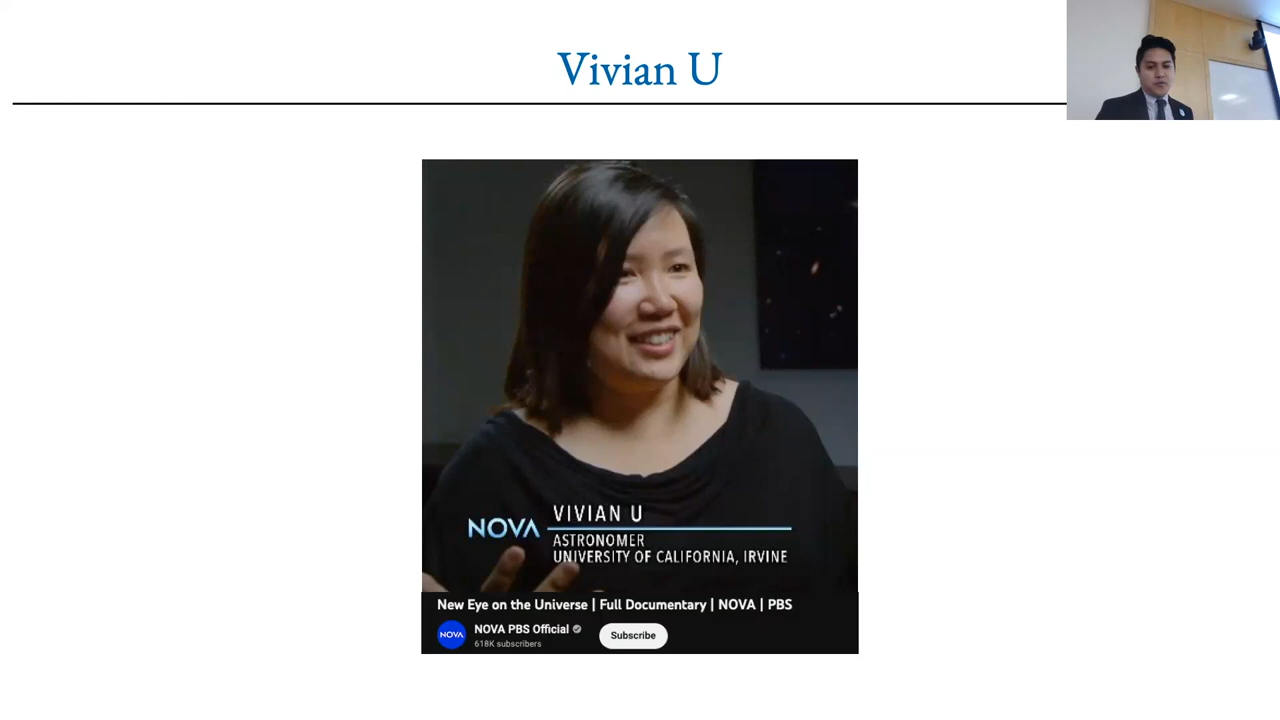 Vivian U
VIVIAN U
NOVA
ASTRONOMER
UNIVERSITY OF CALIFORNIA, IRVINE
New Eye on the Universe | Full Documentary | NOVA | PBS
NOVA
NOVA PBS Official
618K subscribers
Subscribe